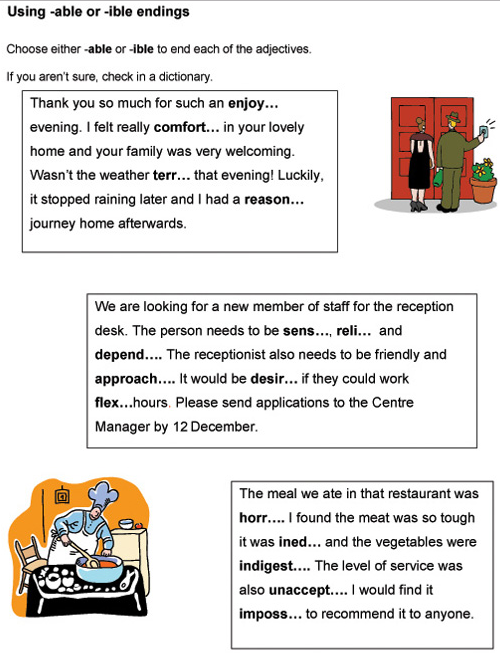 Using -able or -ible endings
Choose either -able or -ible to end each of the adjectives.
If you aren't sure, check in a dictionary.
Thank you so much for such an enjoy…
evening. I felt really comfort… in your lovely
home and your family was very welcoming.
Wasn't the weather terr… that evening! Luckily,
it stopped raining later and I had a reason…
journey home afterwards.
We are looking for a new member of staff for the reception
desk. The person needs to be sens…, reli… and
depend…. The receptionist also needs to be friendly and
approach…. It would be desir… if they could work
flex…hours. Please send applications to the Centre
Manager by 12 December.
The meal we ate in that restaurant was
horr…. I found the meat was so tough
it was ined… and the vegetables were
indigest…. The level of service was
also unaccept…. I would find it
imposs… to recommend it to anyone.